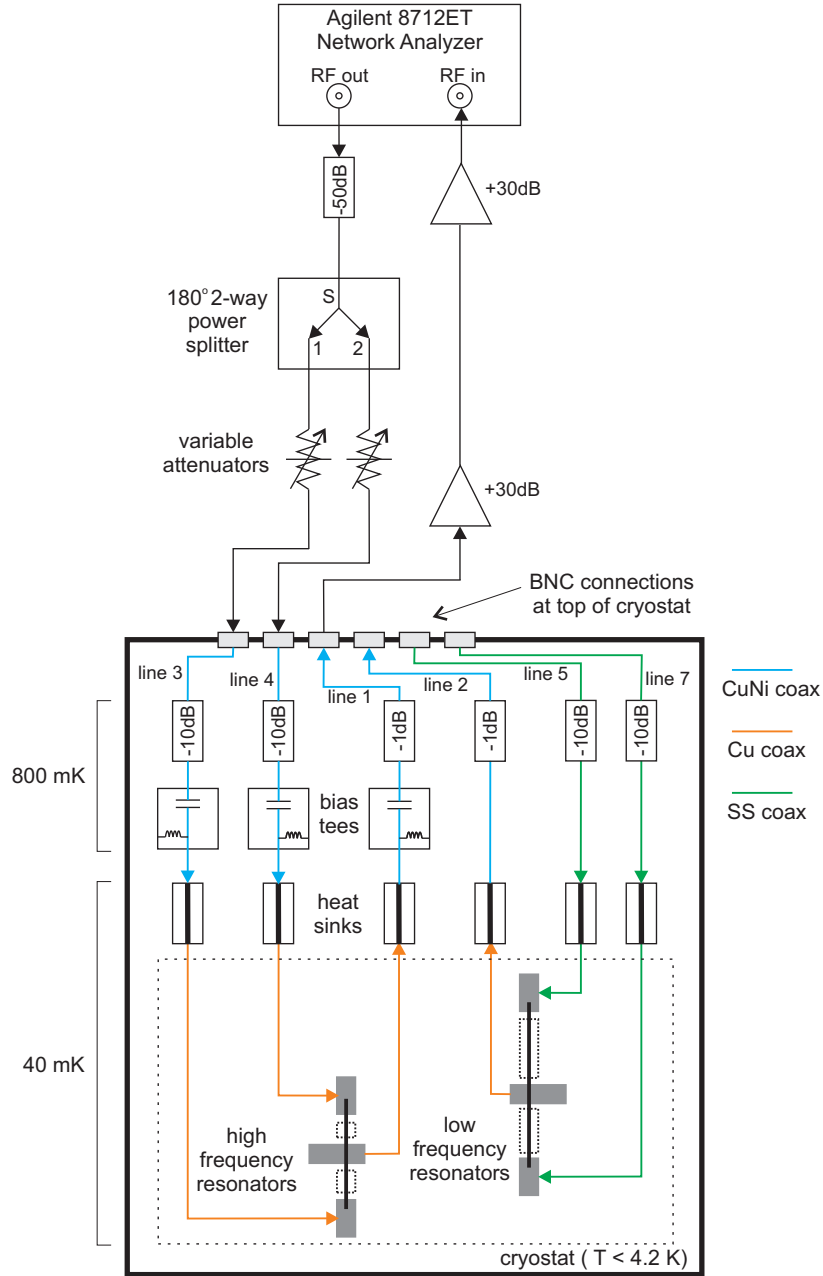 Agilent 8712ET
Network Analyzer
RF out
RF in
-50dB
+30dB
180° 2-way
power
splitter
S
1
2
variable
attenuators
+30dB
BNC connections
at top of cryostat
line 3
line 4
line 1
line 2
line 5
line 7
CuNi coax
Cu coax
SS coax
800 mK
-10dB
-10dB
-1dB
-1dB
-10dB
-10dB
bias
tees
heat
sinks
40 mK
high
frequency
resonators
low
frequency
resonators
cryostat ( T < 4.2 K)